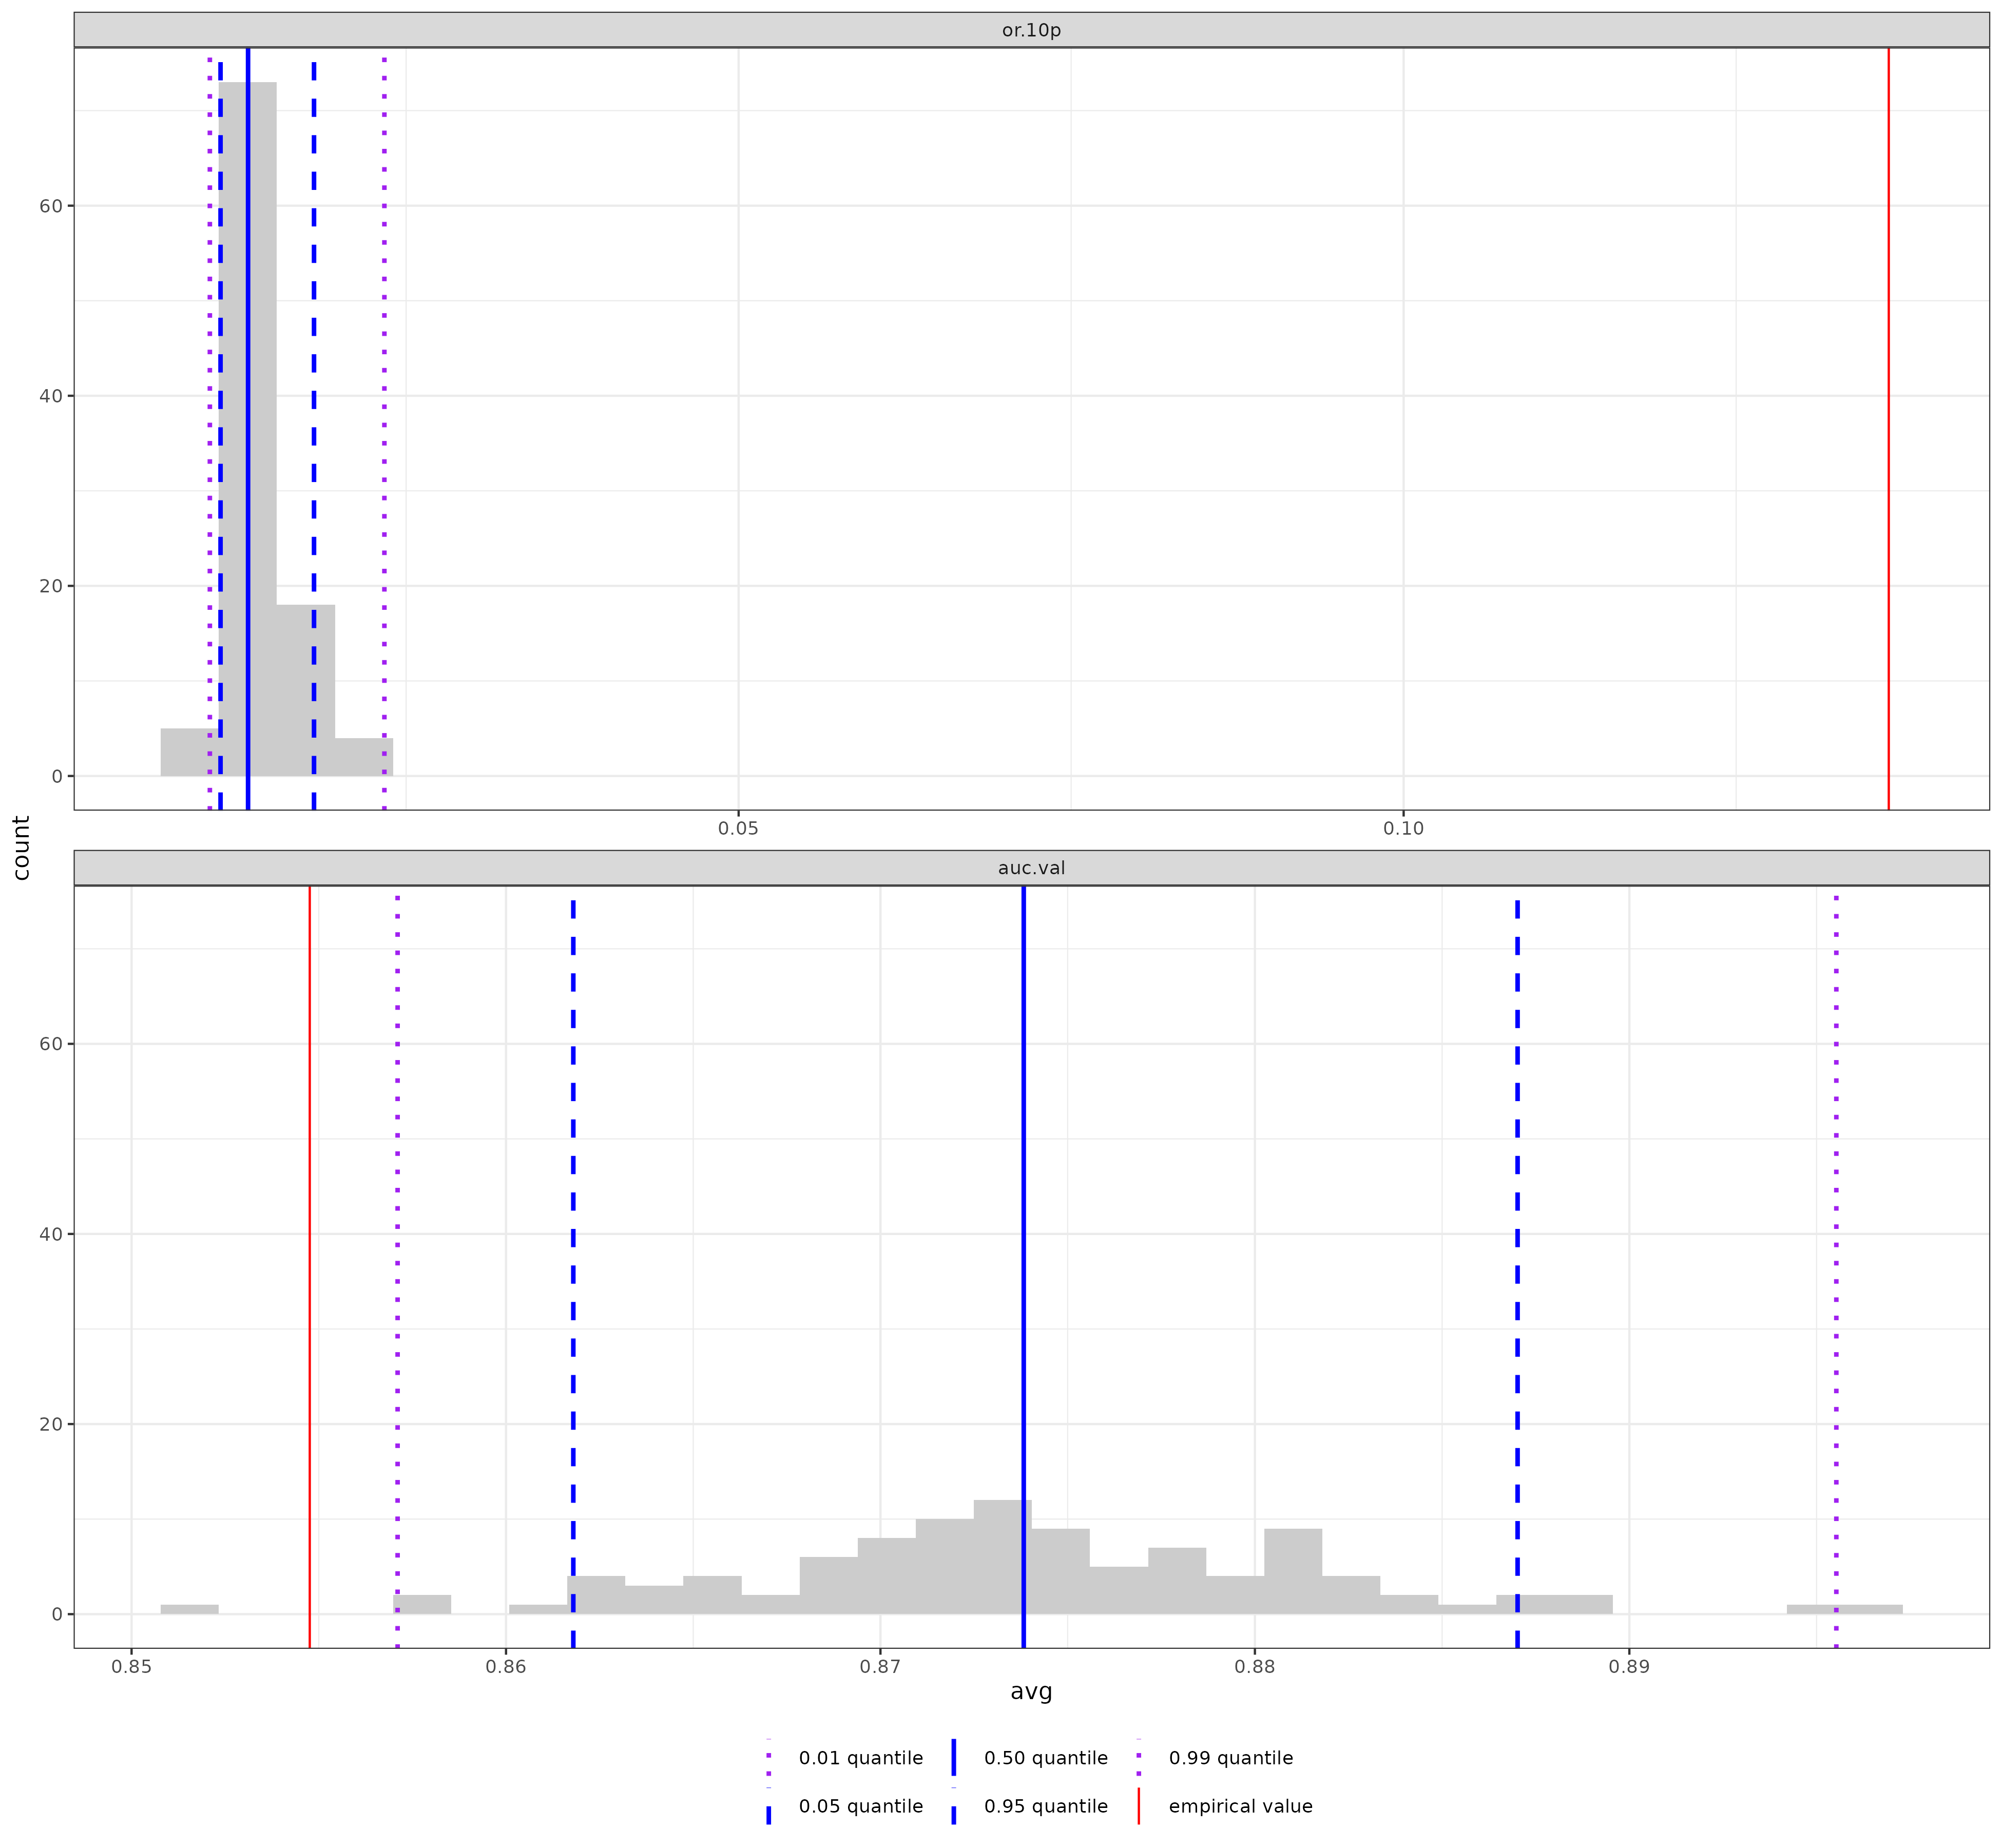 or.10p
60
40
20
0
0.05 0.10
count
auc.val
60
40
20
0
0.85 0.86 0.87 0.88 0.89
avg
0.01 quantile 0.50 quantile 0.99 quantile
0.05 quantile 0.95 quantile empirical value